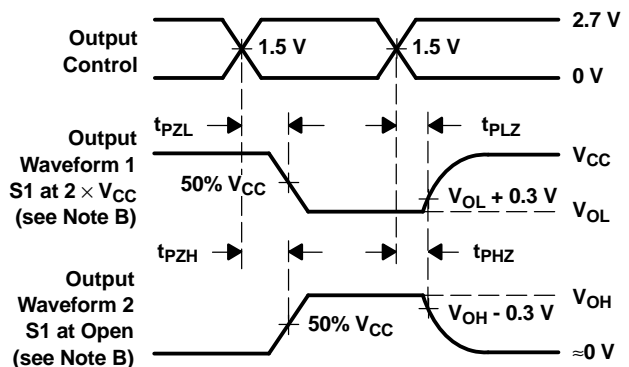 2.7 V
Output
Control
1.5 V
1.5 V
0 V
tPZL
tPLZ
Output
Waveform 1
S1 at 2 × VCC
(see Note B)
50% VCC
VCC
VOL + 0.3 V
VOL
tPZH
tPHZ
Output
Waveform 2
S1 at Open
(see Note B)
50% VCC
VOH
VOH - 0.3 V
≈0 V